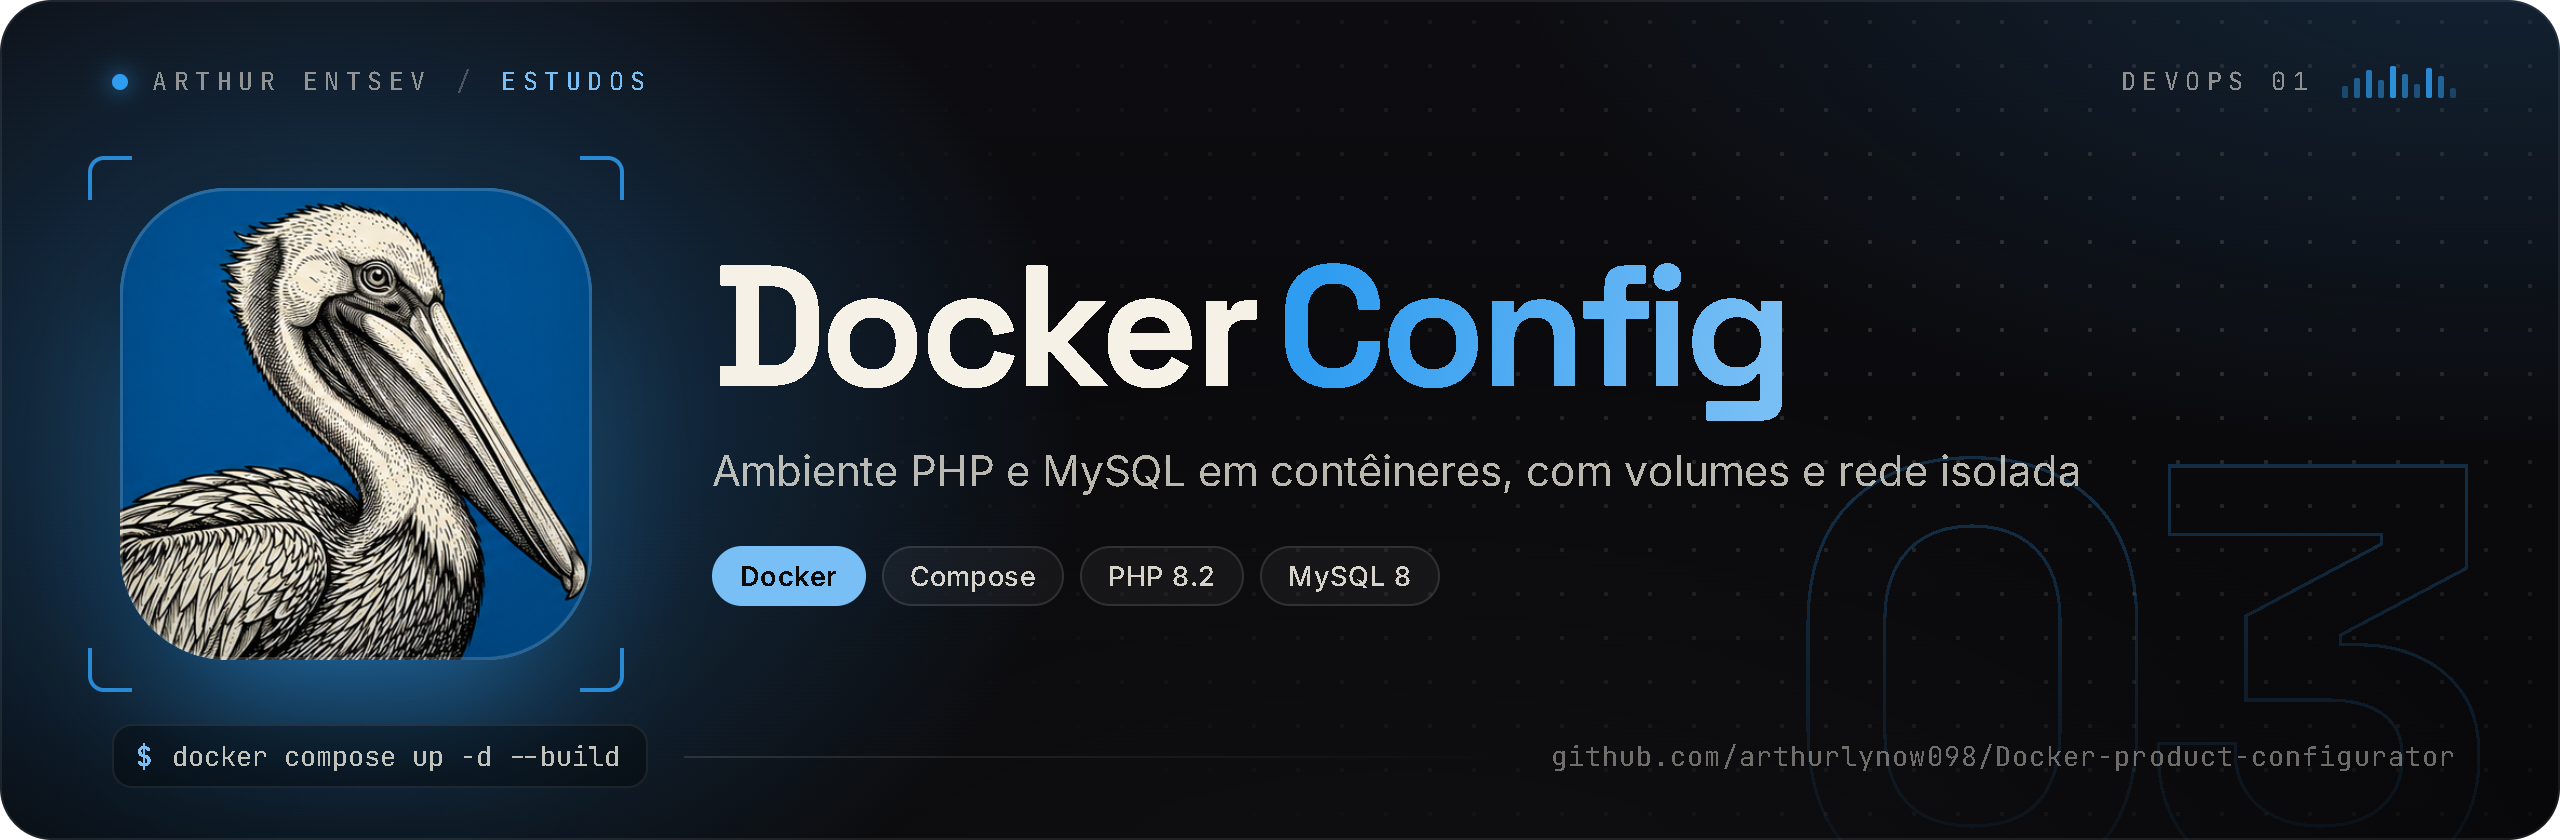 ARTHUR ENTSEV / ESTUDOS
DEVOPS 01
Docker Config
Ambiente PHP e MySQL em contêineres, com volumes e rede isolada
Docker
Compose
PHP 8.2
MySQL 8
03
$ docker compose up -d --build
github.com/arthurlynow098/Docker-product-configurator